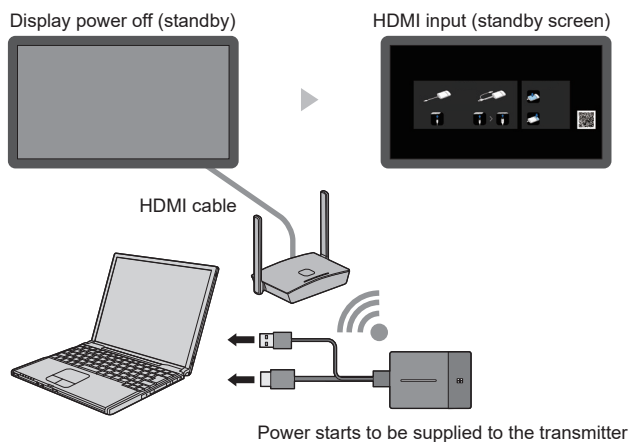 Display power off (standby)
HDMI input (standby screen)
HDMI cable
Power starts to be supplied to the transmitter